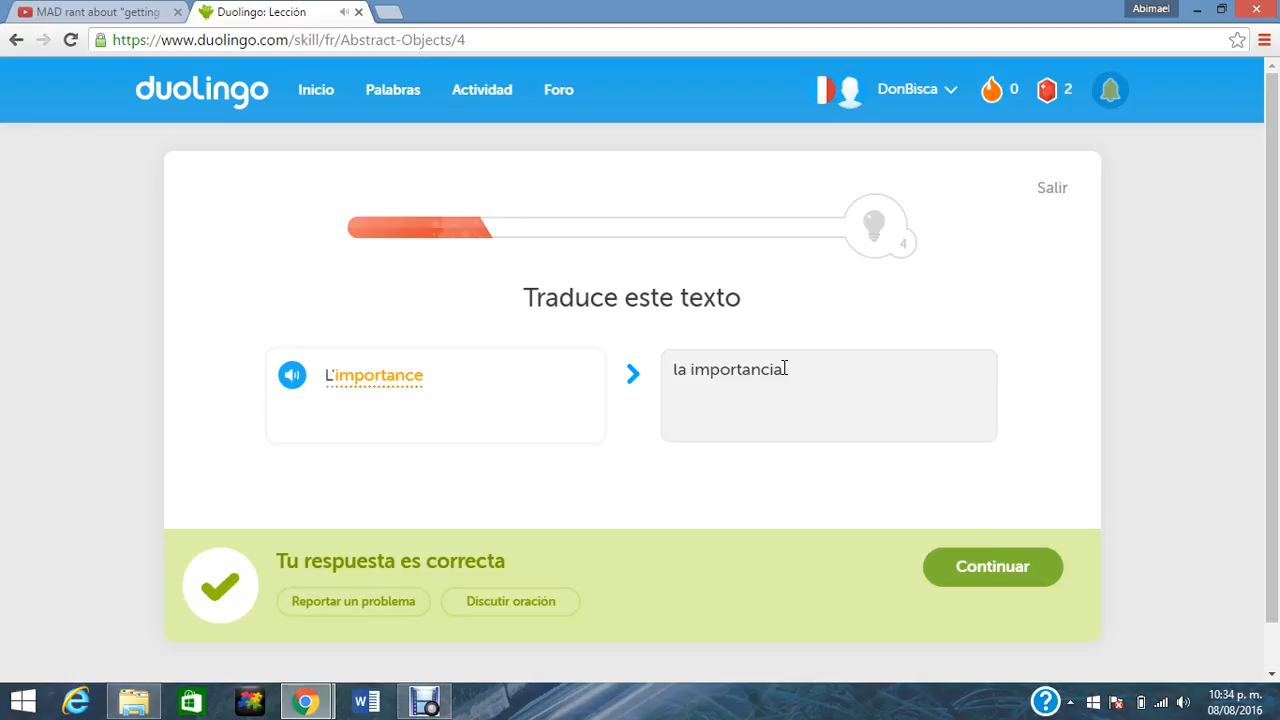 MAD rant about "getting
Duolingo: Lección
Abimael
https://www.duolingo.com/skill/fr/Abstract-Objects/4
duolingo
Inicio
Palabras
Actividad
Foro
DonBisca
0
2
Salir
4
Traduce este texto
L'importance
la importancia
Tu respuesta es correcta
Reportar un problema
Discutir oración
Continuar
10:34 p. m.
08/08/2016